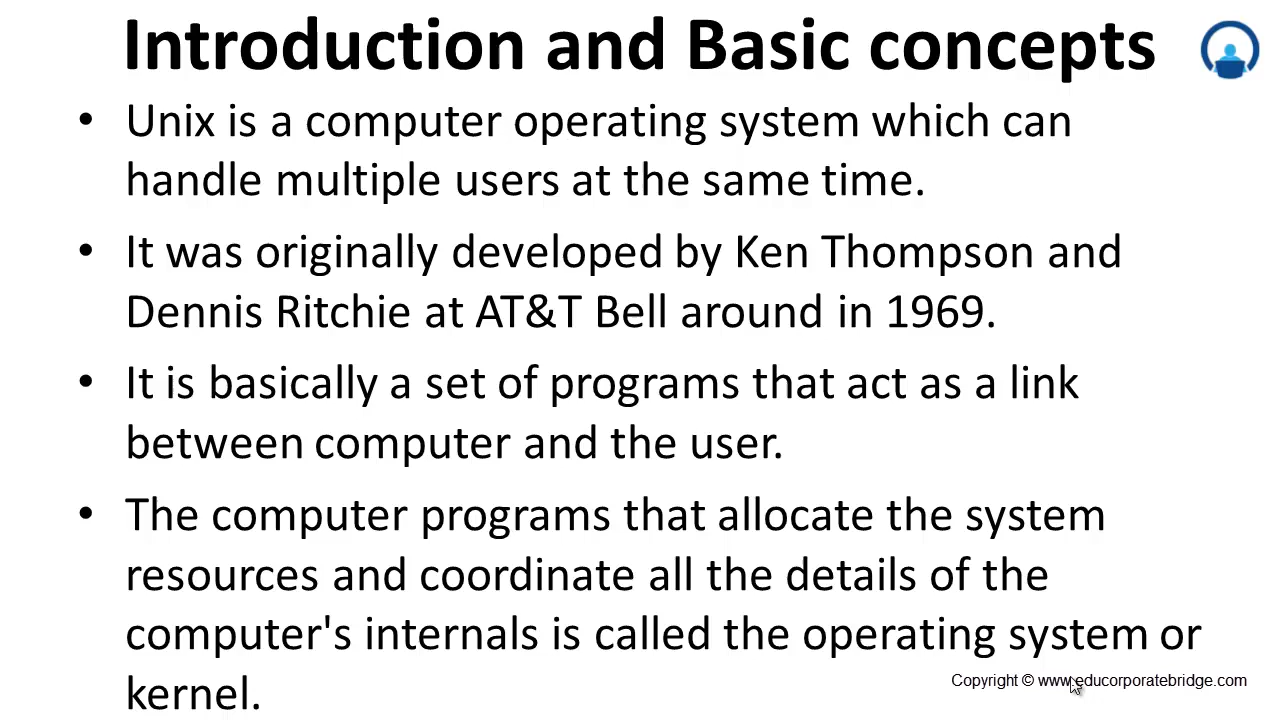 Introduction and Basic concepts
• Unix is a computer operating system which can
handle multiple users at the same time.
• It was originally developed by Ken Thompson and
Dennis Ritchie at AT&T Bell around in 1969.
• It is basically a set of programs that act as a link
between computer and the user.
• The computer programs that allocate the system
resources and coordinate all the details of the
computer's internals is called the operating system or
kernel.
Copyright © www.educorporatebridge.com